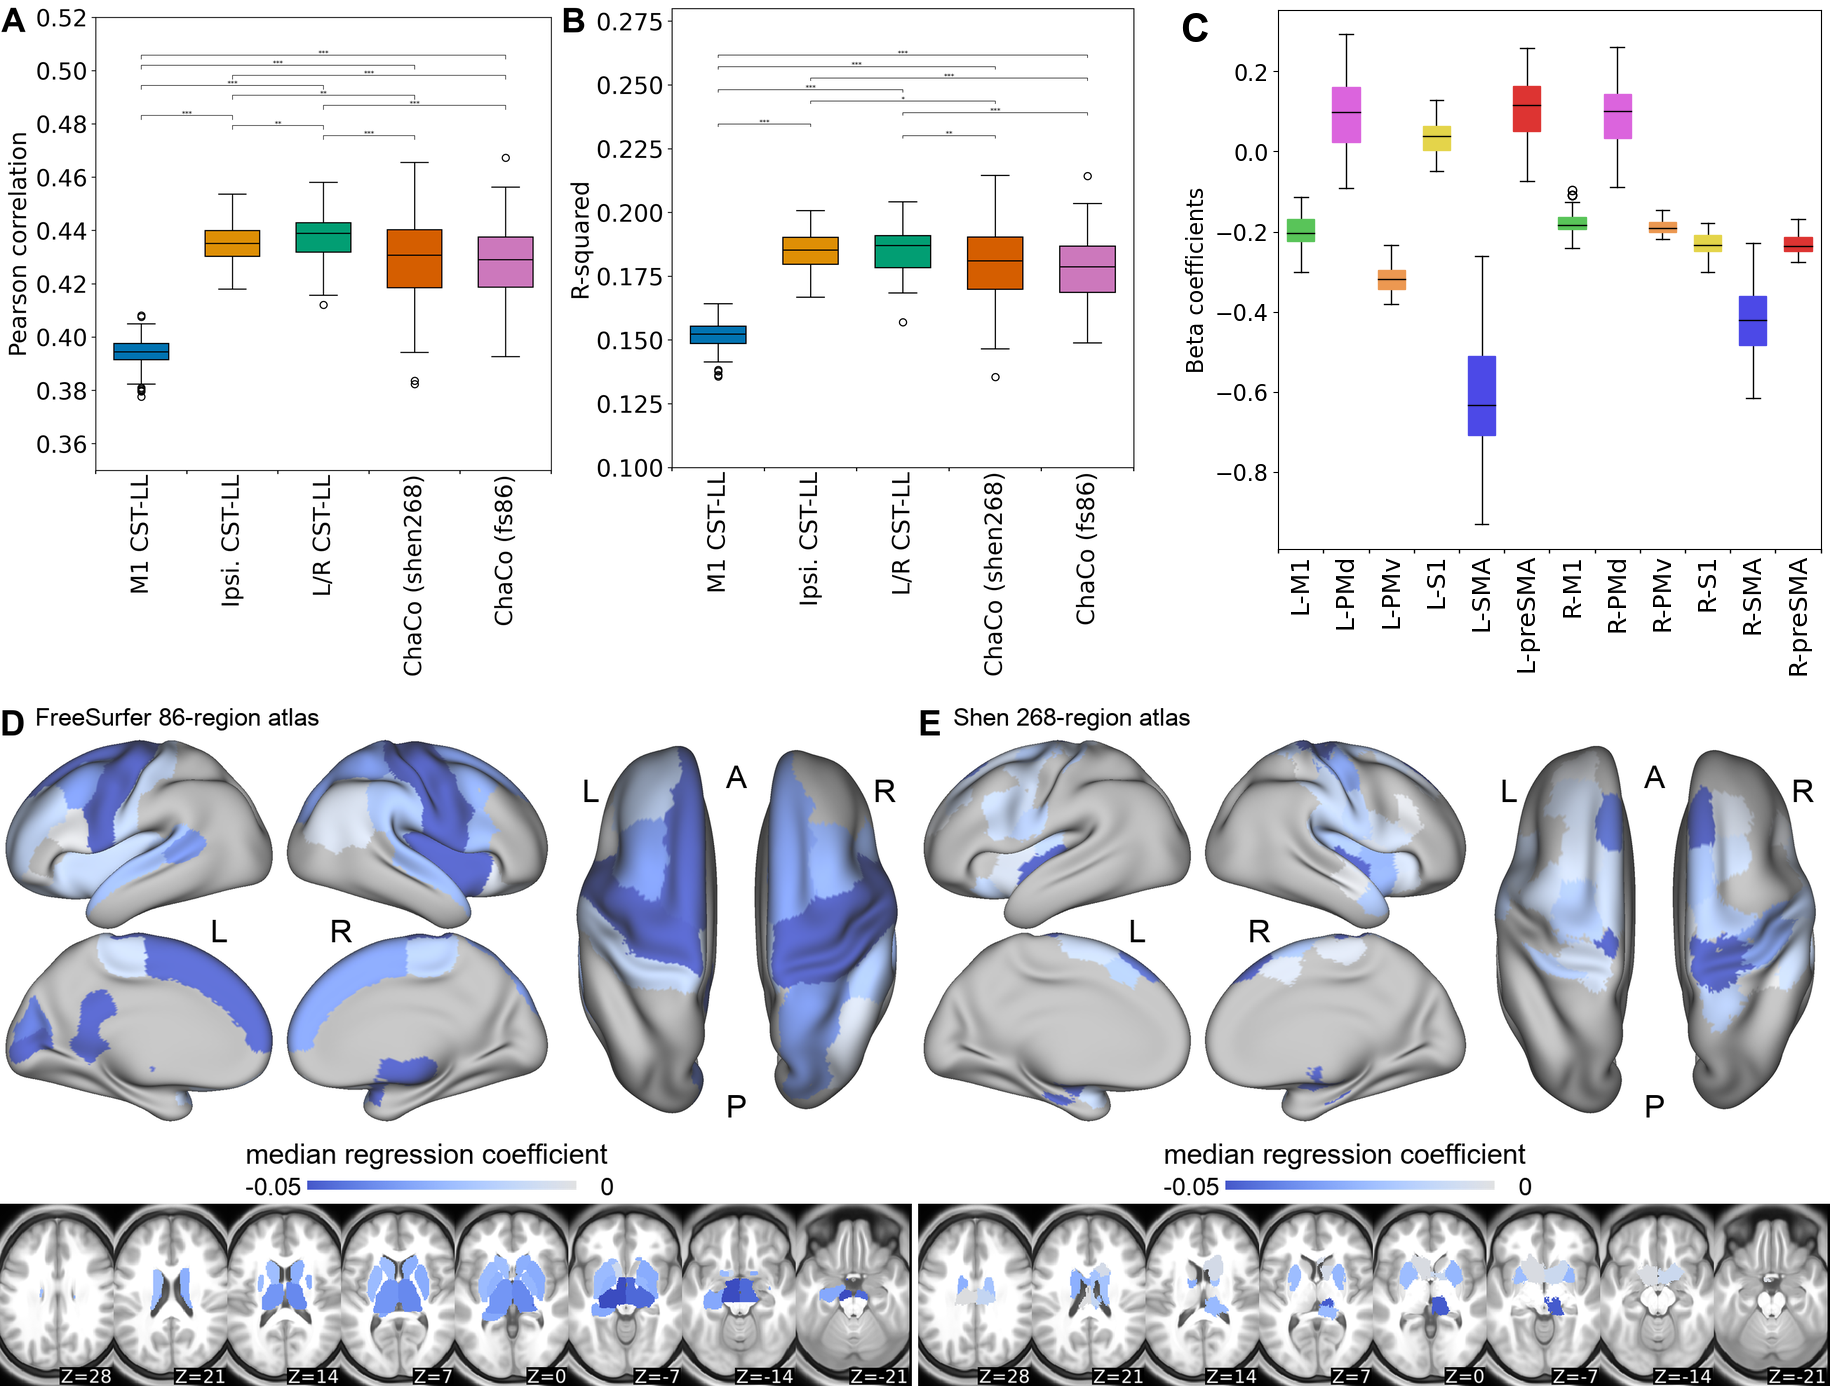 A
0.52
0.50
0.48
0.46
0.44
0.42
0.40
0.38
0.36
Pearson correlation
***
***
***
***
**
***
***
**
***
M1 CST-LL
Ipsi. CST-LL
L/R CST-LL
ChaCo (shen268)
ChaCo (fs86)
B
0.275
0.250
0.225
0.200
0.175
0.150
0.125
0.100
R-squared
***
***
***
***
*
***
***
**
M1 CST-LL
Ipsi. CST-LL
L/R CST-LL
ChaCo (shen268)
ChaCo (fs86)
C
0.2
0.0
−0.2
−0.4
−0.6
−0.8
Beta coefficients
L-M1
L-PMd
L-PMv
L-S1
L-SMA
L-preSMA
R-M1
R-PMd
R-PMv
R-S1
R-SMA
R-preSMA
D FreeSurfer 86-region atlas
L A R
L R
P
median regression coefficient
-0.05 0
Z=28 Z=21 Z=14 Z=7 Z=0 Z=-7 Z=-14 Z=-21
E Shen 268-region atlas
L A R
L R
P
median regression coefficient
-0.05 0
Z=28 Z=21 Z=14 Z=7 Z=0 Z=-7 Z=-14 Z=-21